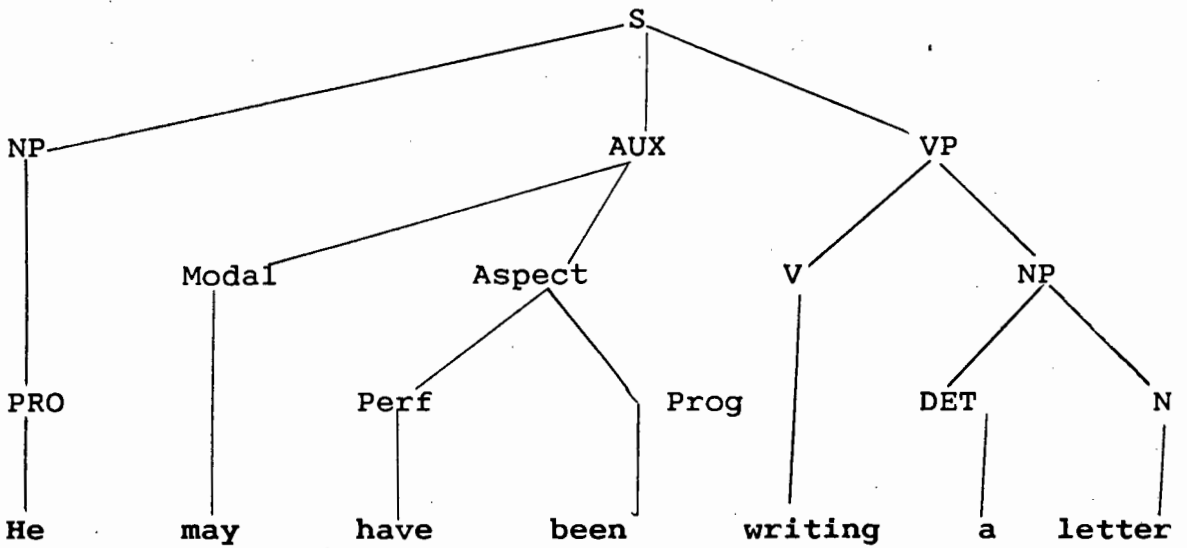 S
NP AUX VP
Modal Aspect V NP
PRO Perf Prog DET N
He may have been writing a letter